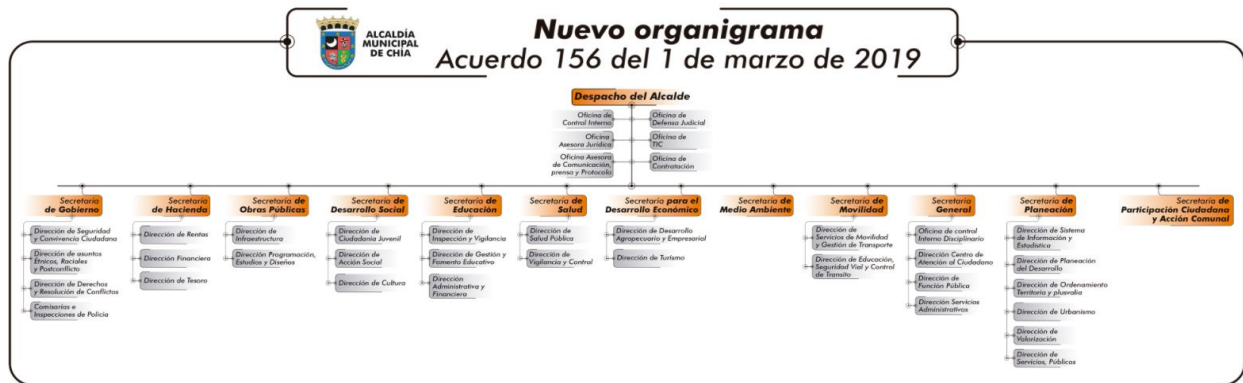 ALCALDÍA
MUNICIPAL
DE CHÍA
Nuevo organigrama
Acuerdo 156 del 1 de marzo de 2019
Despacho del Alcalde
Oficina de
Control Interno
Oficina de
Defensa Judicial
Oficina
Asesora Jurídica
Oficina de
TIC
Oficina Asesora
de Comunicación,
prensa y Protocolo
Oficina de
Contratación
Secretaría
de Gobierno
Dirección de Seguridad
y Convivencia Ciudadana
Dirección de asuntos
Étnicos, Raciales
y Postconflicto
Dirección de Derechos
y Resolución de Conflictos
Comisarías e
Inspecciones de Policía
Secretaría
de Hacienda
Dirección de Rentas
Dirección Financiera
Dirección de Tesoro
Secretaría de
Obras Públicas
Dirección de
Infraestructura
Dirección Programación,
Estudios y Diseños
Secretaría de
Desarrollo Social
Dirección de
Ciudadanía Juvenil
Dirección de
Acción Social
Dirección de Cultura
Secretaría de
Educación
Dirección de
Inspección y Vigilancia
Dirección de Gestión y
Fomento Educativo
Dirección
Administrativa y
Financiera
Secretaría de
Salud
Dirección de
Salud Pública
Dirección de
Vigilancia y Control
Secretaría para el
Desarrollo Económico
Dirección de Desarrollo
Agropecuario y Empresarial
Dirección de Turismo
Secretaría de
Medio Ambiente
Secretaría de
Movilidad
Dirección de
Servicios de Movilidad
y Gestión de Transporte
Dirección de Educación,
Seguridad Vial y Control
de Transito
Secretaría
General
Oficina de control
Interno Disciplinario
Dirección Centro de
Atención al Ciudadano
Dirección de
Función Pública
Dirección Servicios
Administrativos
Secretaría
de Planeación
Dirección de Sistema
de Información y
Estadística
Dirección de Planeación
del Desarrollo
Dirección de Ordenamiento
Territorio y plusvalía
Dirección de Urbanismo
Dirección de
Valorización
Dirección de
Servicios, Públicos
Secretaría de
Participación Ciudadana
y Acción Comunal